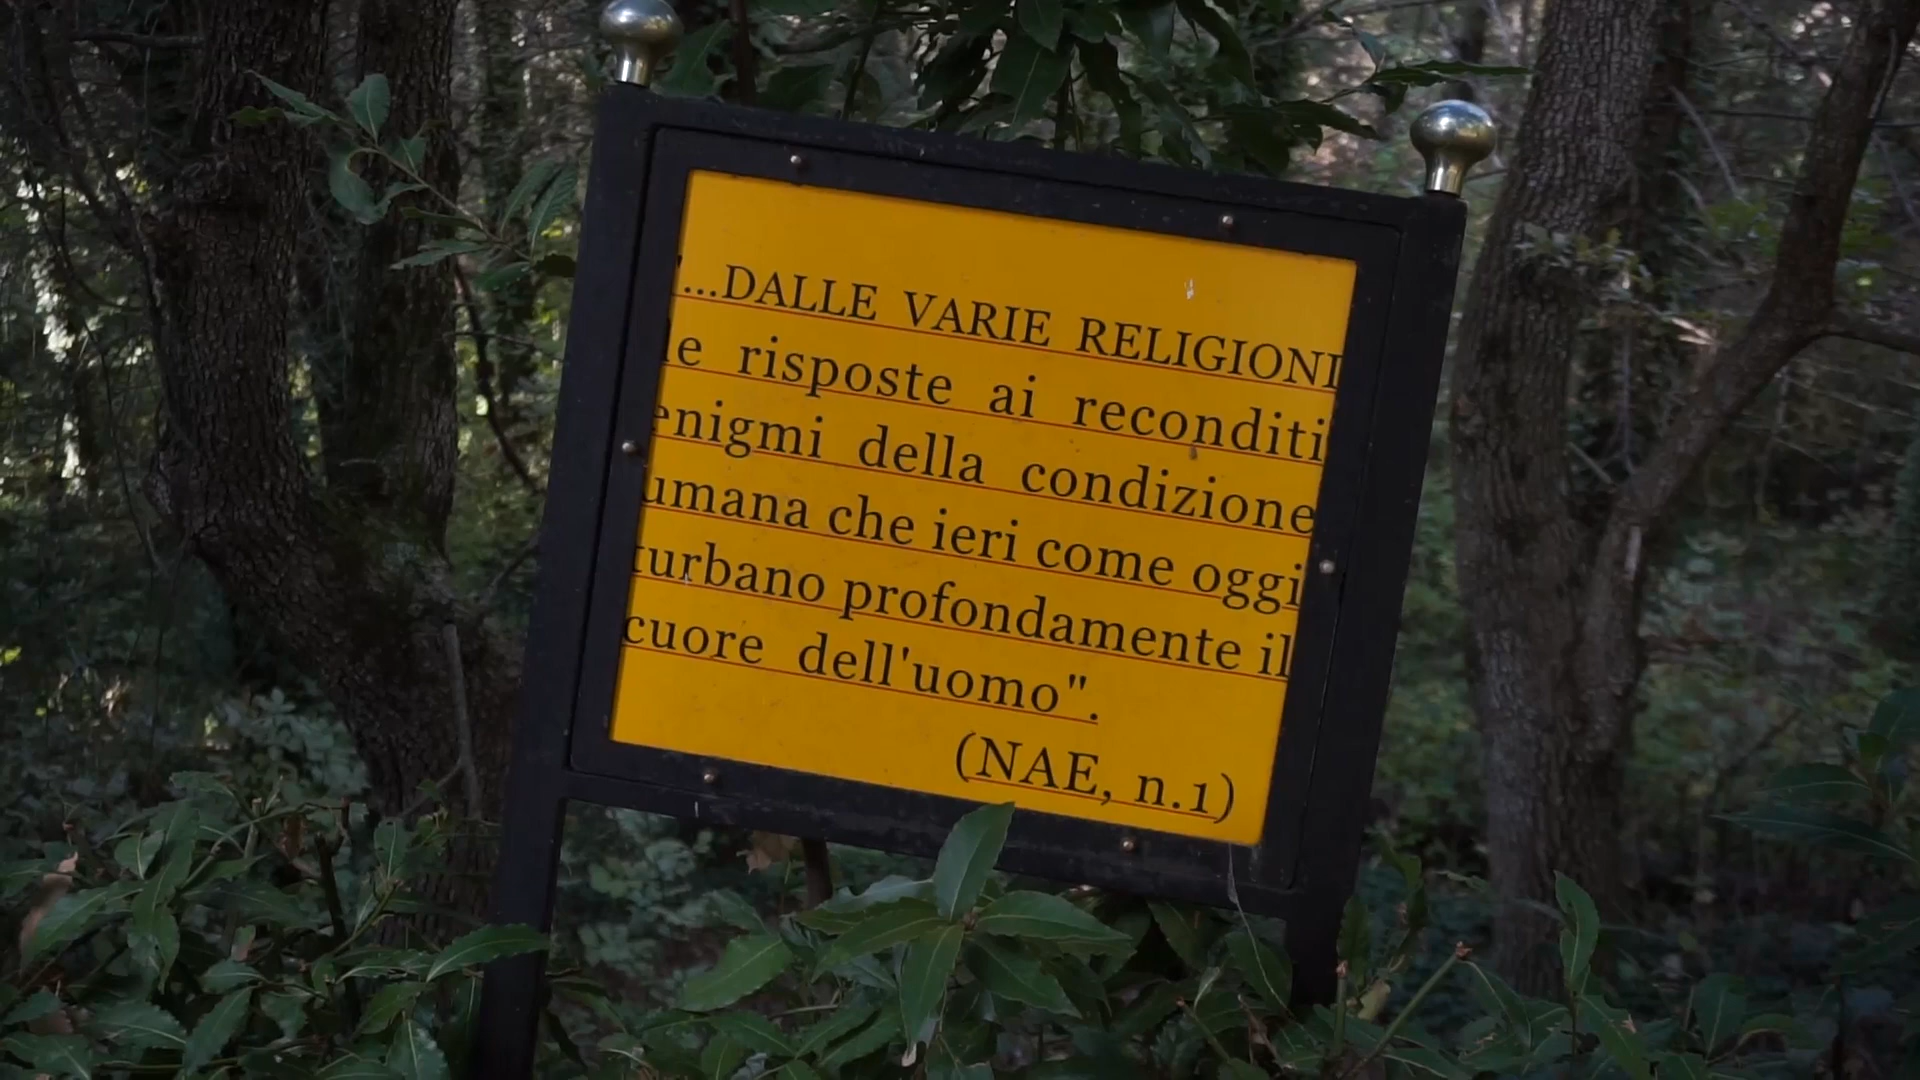 "...DALLE VARIE RELIGIONI
le risposte ai reconditi
enigmi della condizione
umana che ieri come oggi
turbano profondamente il
cuore dell'uomo".
(NAE, n.1)